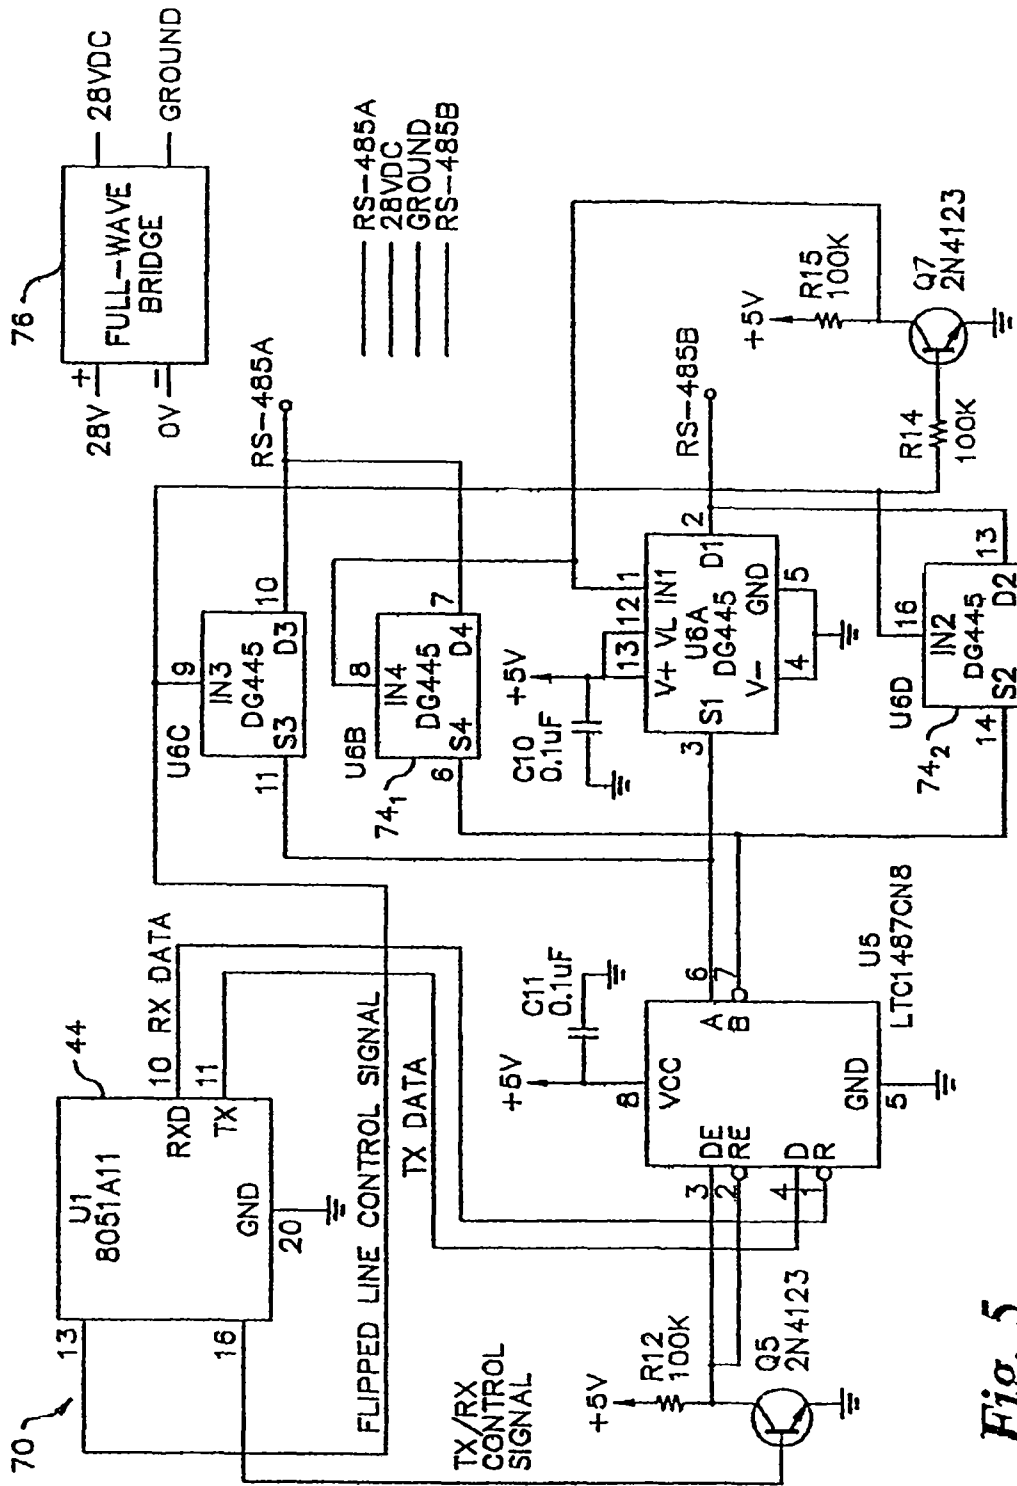 70
13
16
U1
8051A11
GND
20
RXD
TX
44
10 RX DATA
11
FLIPPED LINE CONTROL SIGNAL
TX DATA
TX/RX
CONTROL
SIGNAL
+5V
R12
100K
Q5
2N4123
3
2
4
1
DE
RE
D
R
VCC
8
+5V
C11
0.1uF
A
B
6
7
GND
5
U5
LTC1487CN8
U6C
9
IN3
DG445
S3
D3
11
10
RS-485A
U6B
8
IN4
DG445
S4
D4
6
7
74₁
+5V
C10
0.1uF
13
12
1
V+ VL IN1
U6A
DG445
S1
D1
3
2
V-
GND
4
5
RS-485B
U6D
16
IN2
DG445
S2
D2
14
13
74₂
R14
100K
+5V
R15
100K
Q7
2N4123
76
28V +
0V -
FULL-WAVE
BRIDGE
28VDC
GROUND
RS-485A
28VDC
GROUND
RS-485B
Fig. 5